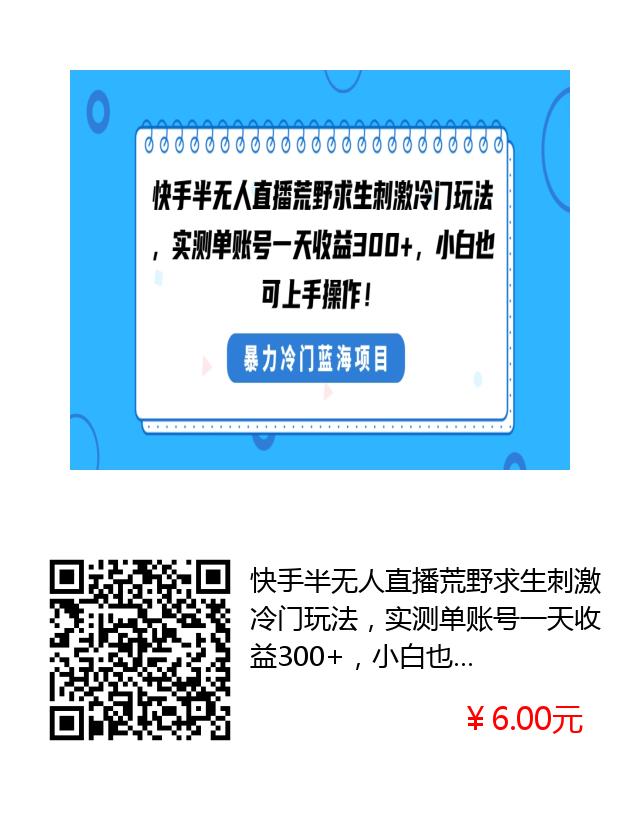 快手半无人直播荒野求生刺激冷门玩法
，实测单账号一天收益300+，小白也
可上手操作！
暴力冷门蓝海项目
快手半无人直播荒野求生刺激
冷门玩法，实测单账号一天收
益300+，小白也...
￥6.00元